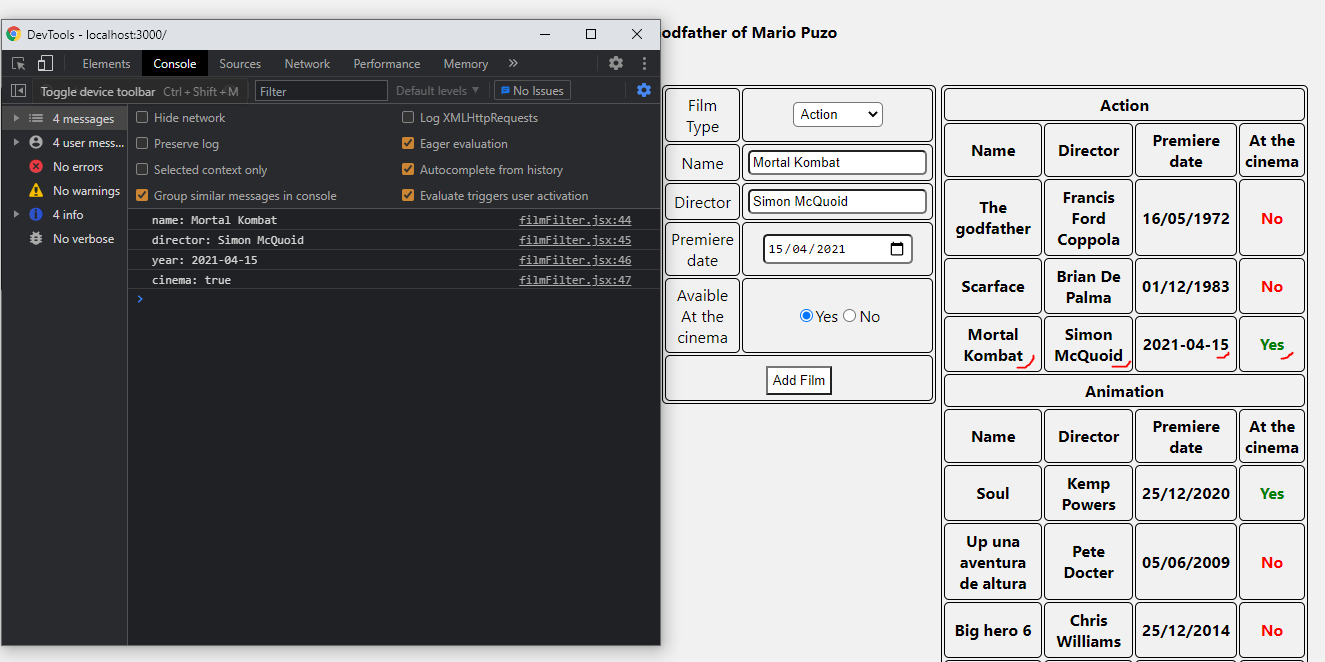 DevTools - localhost:3000/
Elements Console Sources Network Performance Memory »
Toggle device toolbar Ctrl + Shift + M Filter Default levels ▼ No Issues
4 messages
4 user mess...
No errors
No warnings
4 info
No verbose
Hide network
Log XMLHttpRequests
Preserve log
Eager evaluation
Selected context only
Autocomplete from history
Group similar messages in console
Evaluate triggers user activation
name: Mortal Kombat filmFilter.jsx:44
director: Simon McQuoid filmFilter.jsx:45
year: 2021-04-15 filmFilter.jsx:46
cinema: true filmFilter.jsx:47
odfather of Mario Puzo
Film
Type
Action
Name
Mortal Kombat
Director
Simon McQuoid
Premiere
date
15/04/2021
Avaible
At the
cinema
Yes No
Add Film
Action
Name
Director
Premiere
date
At the
cinema
The
godfather
Francis
Ford
Coppola
16/05/1972
No
Scarface
Brian De
Palma
01/12/1983
No
Mortal
Kombat
Simon
McQuoid
2021-04-15
Yes
Animation
Name
Director
Premiere
date
At the
cinema
Soul
Kemp
Powers
25/12/2020
Yes
Up una
aventura
de altura
Pete
Docter
05/06/2009
No
Big hero 6
Chris
Williams
25/12/2014
No